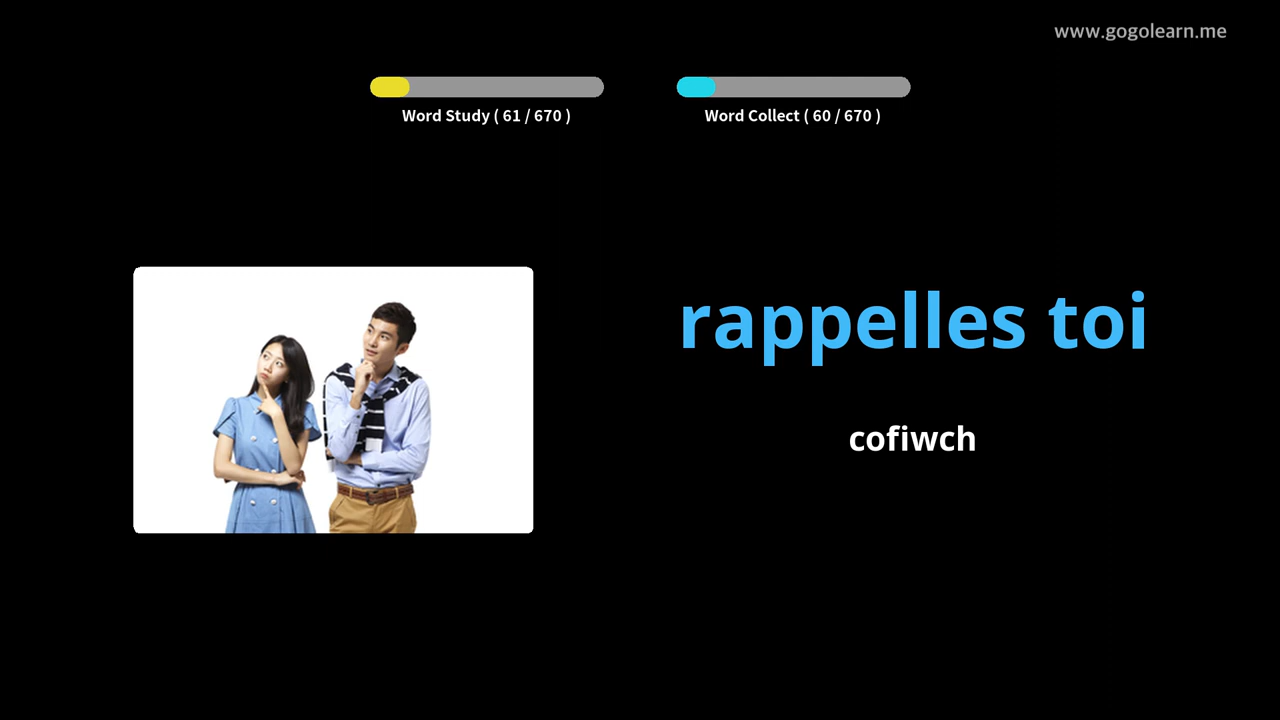 www.gogolearn.me
Word Study ( 61 / 670 )
Word Collect ( 60 / 670 )
rappelles toi
cofiwch